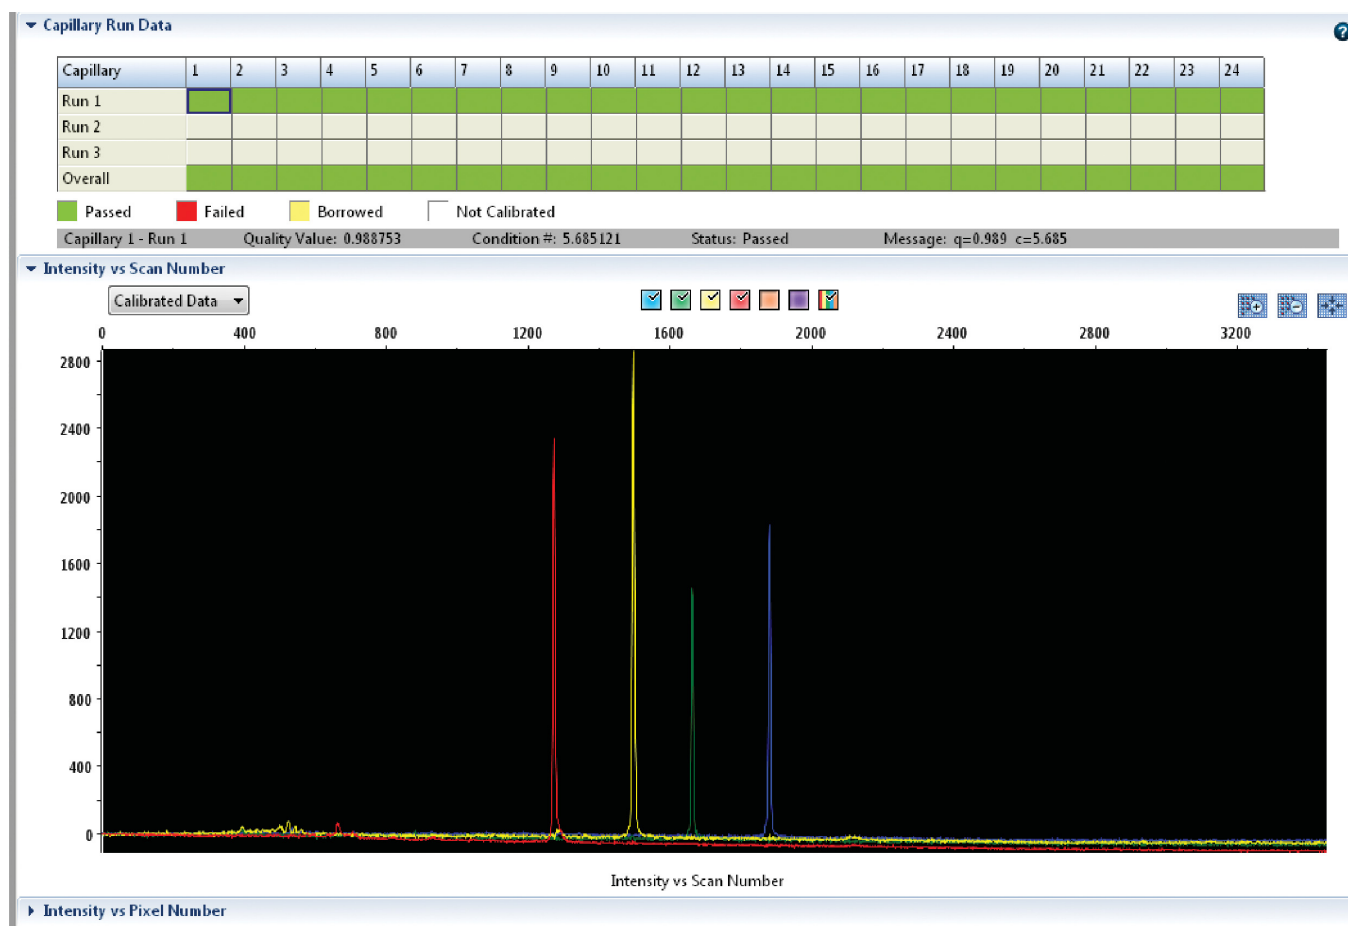 Capillary Run Data
?
Capillary 1 2 3 4 5 6 7 8 9 10 11 12 13 14 15 16 17 18 19 20 21 22 23 24
Run 1
Run 2
Run 3
Overall
Passed Failed Borrowed Not Calibrated
Capillary 1 - Run 1 Quality Value: 0.988753 Condition #: 5.685121 Status: Passed Message: q=0.989 c=5.685
Intensity vs Scan Number
Calibrated Data
0 400 800 1200 1600 2000 2400 2800 3200
2800
2400
2000
1600
1200
800
400
0
Intensity vs Scan Number
Intensity vs Pixel Number